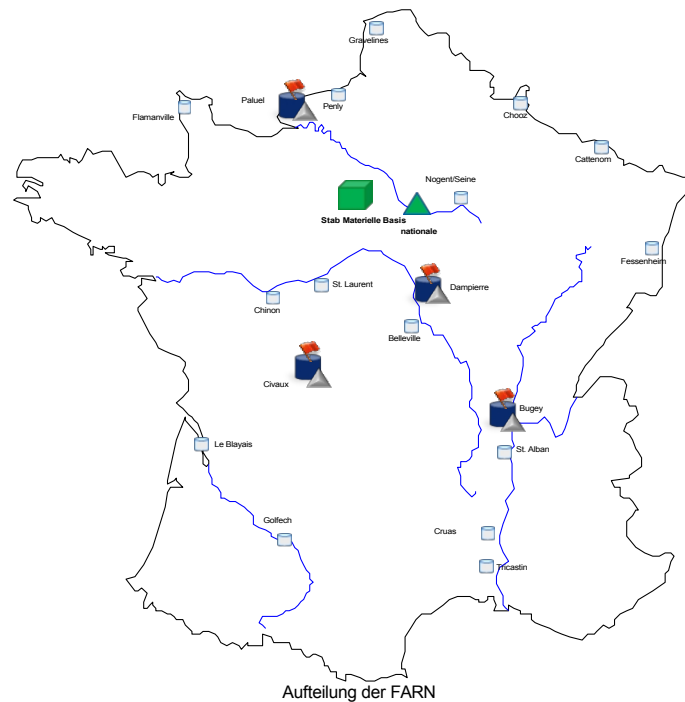 Gravelines
Paluel
Penly
Flamanville
Chooz
Cattenom
Nogent/Seine
Stab Materielle Basis
nationale
Fessenheim
St. Laurent
Dampierre
Chinon
Belleville
Civaux
Bugey
Le Blayais
St. Alban
Golfech
Cruas
Tricastin
Aufteilung der FARN